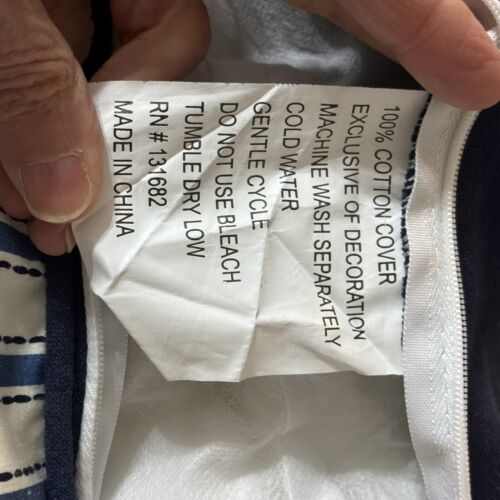 100% COTTON COVER
EXCLUSIVE OF DECORATION
MACHINE WASH SEPARATELY
COLD WATER
GENTLE CYCLE
DO NOT USE BLEACH
TUMBLE DRY LOW
RN # 131682
MADE IN CHINA